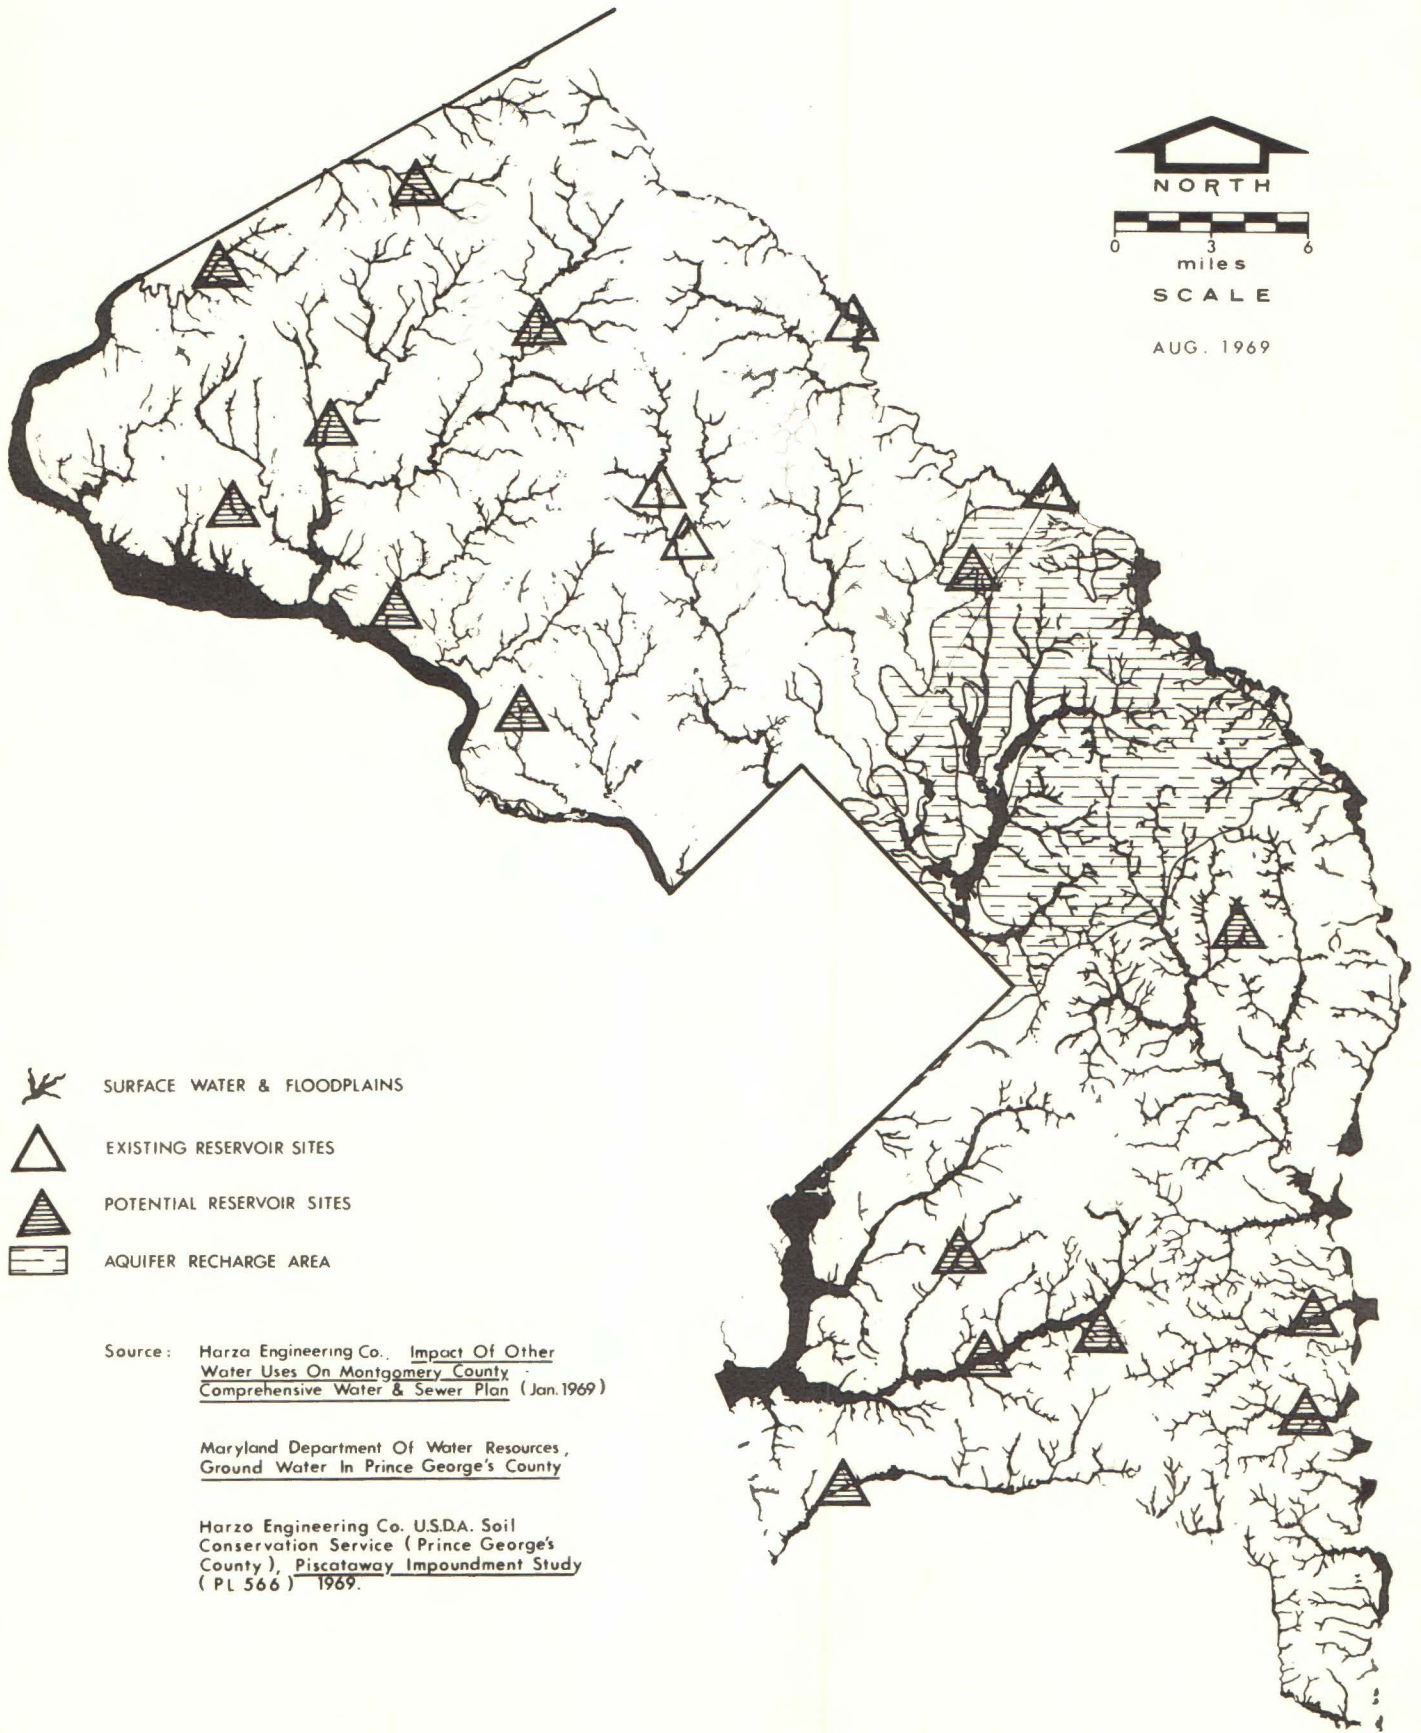 NORTH
0 3 6
miles
SCALE
AUG. 1969
SURFACE WATER & FLOODPLAINS
EXISTING RESERVOIR SITES
POTENTIAL RESERVOIR SITES
AQUIFER RECHARGE AREA
Source: Harza Engineering Co., Impact Of Other
Water Uses On Montgomery County
Comprehensive Water & Sewer Plan (Jan. 1969)
Maryland Department Of Water Resources,
Ground Water In Prince George's County
Harzo Engineering Co. U.S.D.A. Soil
Conservation Service (Prince George's
County), Piscataway Impoundment Study
(PL 566) 1969.